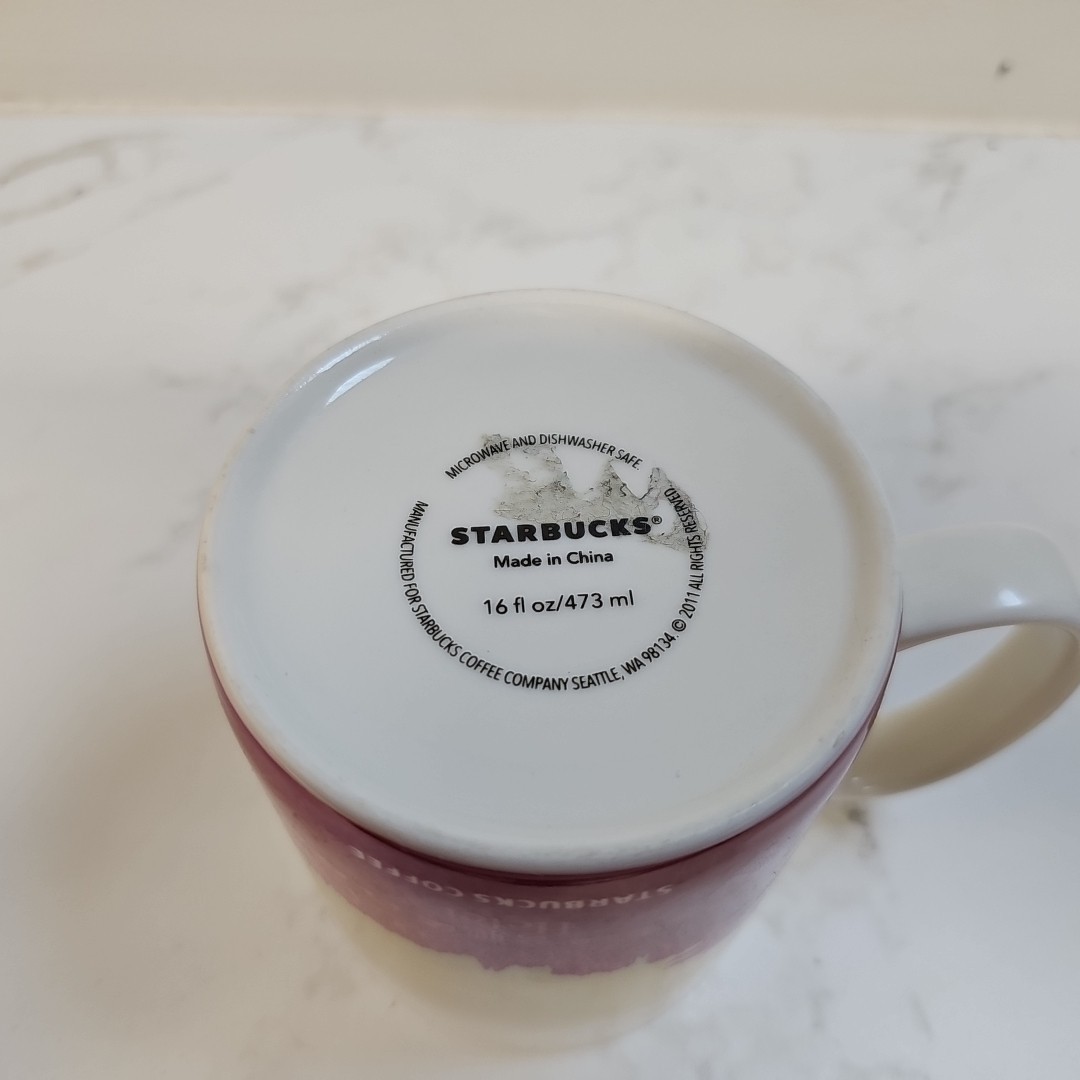 MICROWAVE AND DISHWASHER SAFE.
STARBUCKS®
Made in China
16 fl oz/473 ml
MANUFACTURED FOR STARBUCKS COFFEE COMPANY SEATTLE, WA 98134. © 2011 ALL RIGHTS RESERVED.
STARBUCKS COFFEE